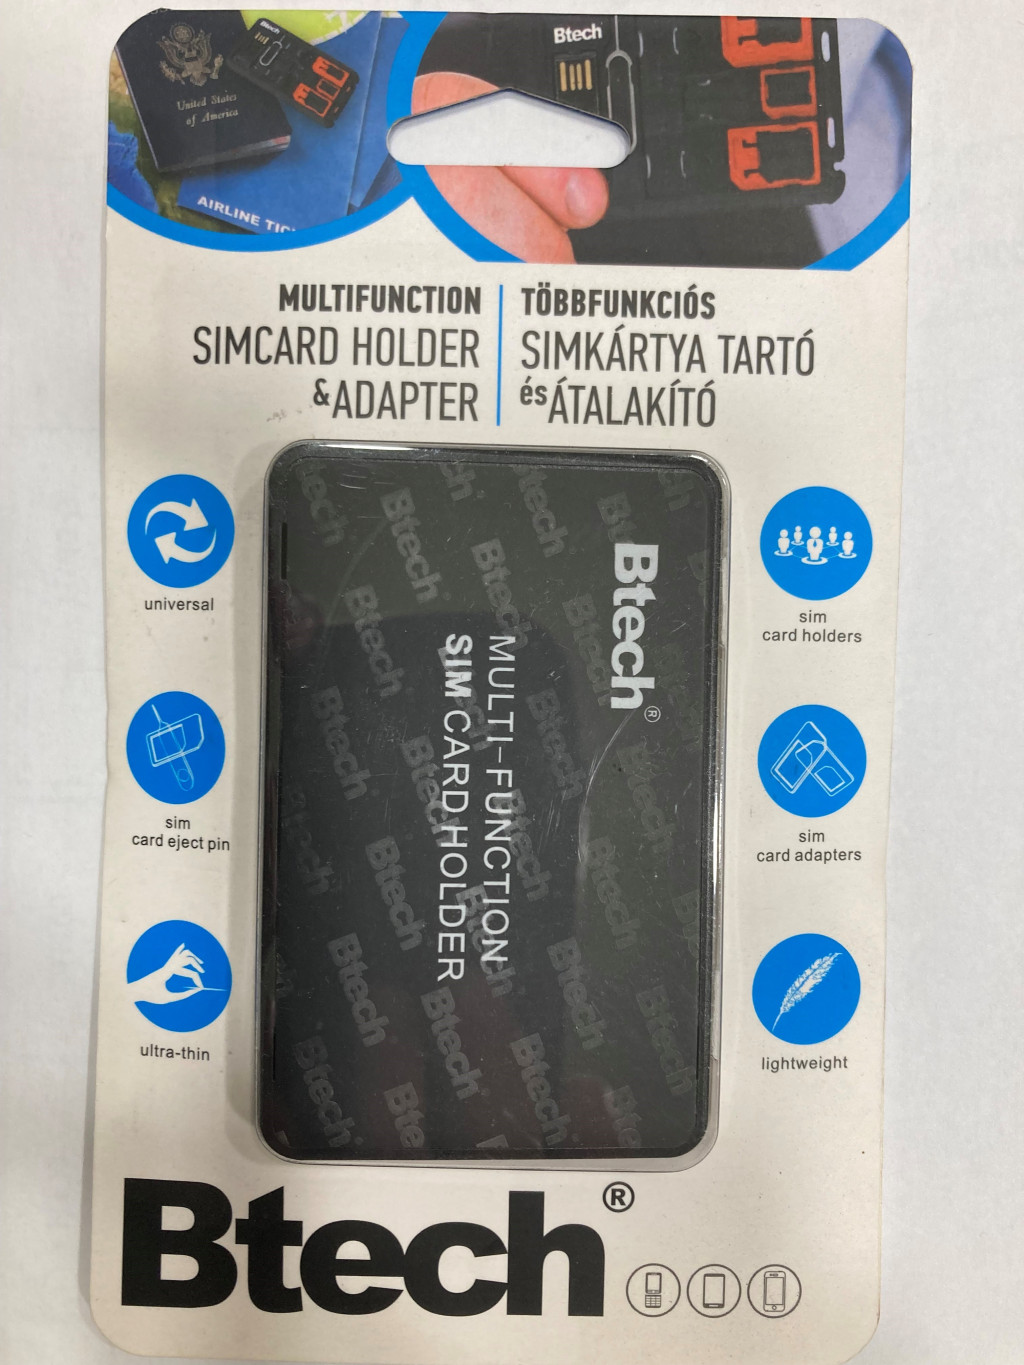 Btech
United States
of America
Btech
AIRLINE
MULTIFUNCTION
SIMCARD HOLDER
&ADAPTER
TÖBBFUNKCIÓS
SIMKÁRTYA TARTÓ
ésÁTALAKÍTÓ
universal
sim
card eject pin
ultra-thin
Btech®
MULTI-FUNCTION
SIM CARD HOLDER
sim
card holders
sim
card adapters
lightweight
Btech®